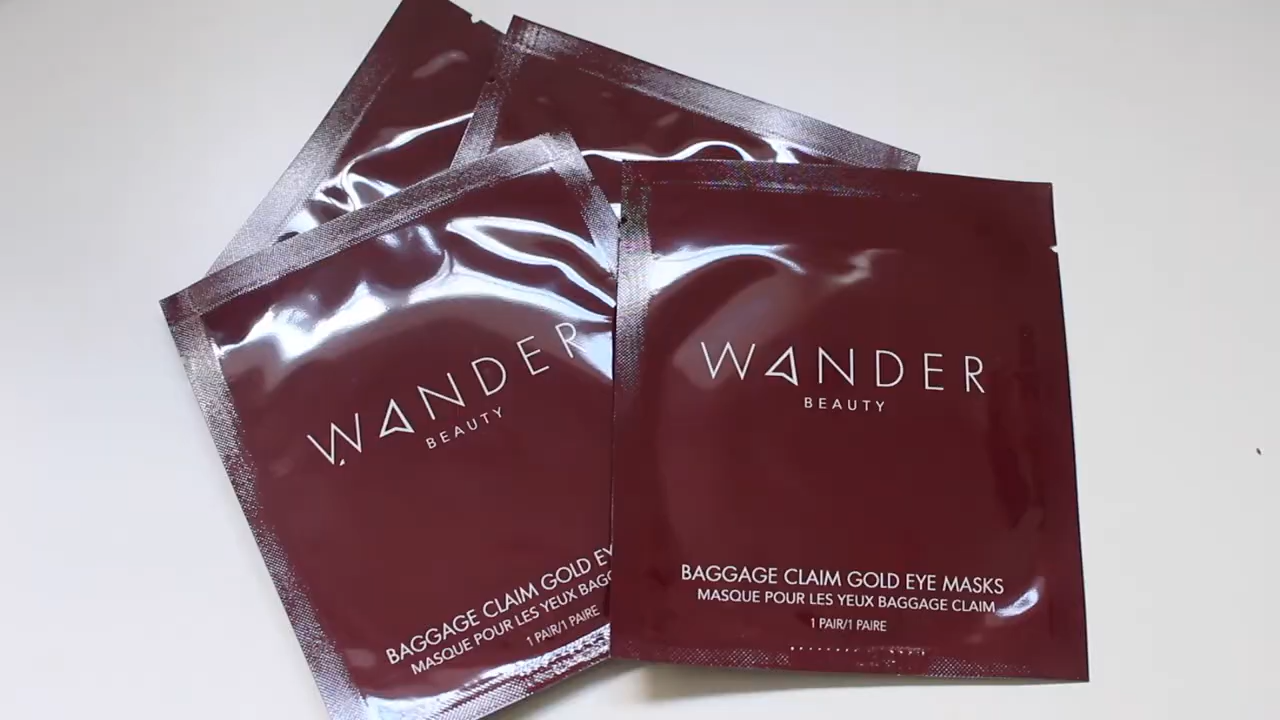 WANDER
BEAUTY
BAGGAGE CLAIM GOLD EY
MASQUE POUR LES YEUX BAGG
1 PAIR/1 PAIRE
WANDER
BEAUTY
BAGGAGE CLAIM GOLD EYE MASKS
MASQUE POUR LES YEUX BAGGAGE CLAIM
1 PAIR/1 PAIRE